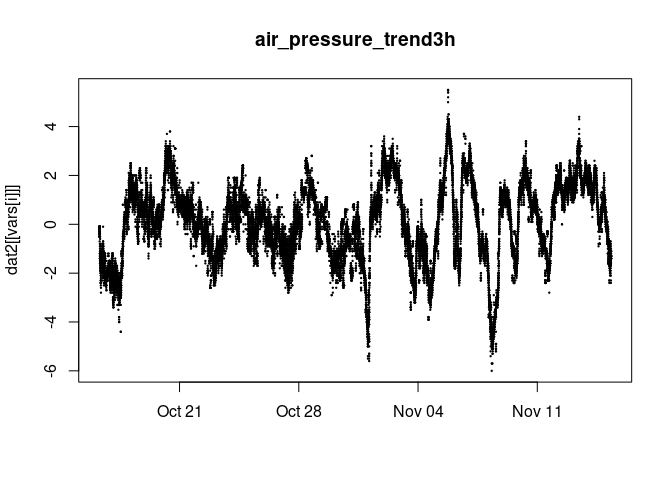 air_pressure_trend3h
dat2[[vars[i]]]
4
2
0
-2
-4
-6
Oct 21 Oct 28 Nov 04 Nov 11